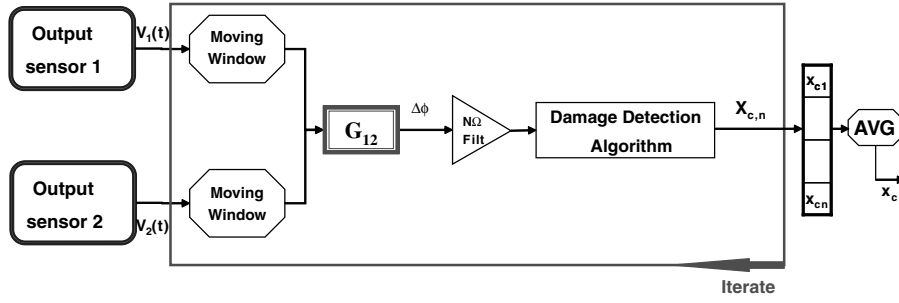 Output
sensor 1
V1(t)
Moving
Window
G12
Δϕ
NΩ
Filt
Damage Detection
Algorithm
Xc,n
xc1
xcn
AVG
xc
Output
sensor 2
V2(t)
Moving
Window
Iterate